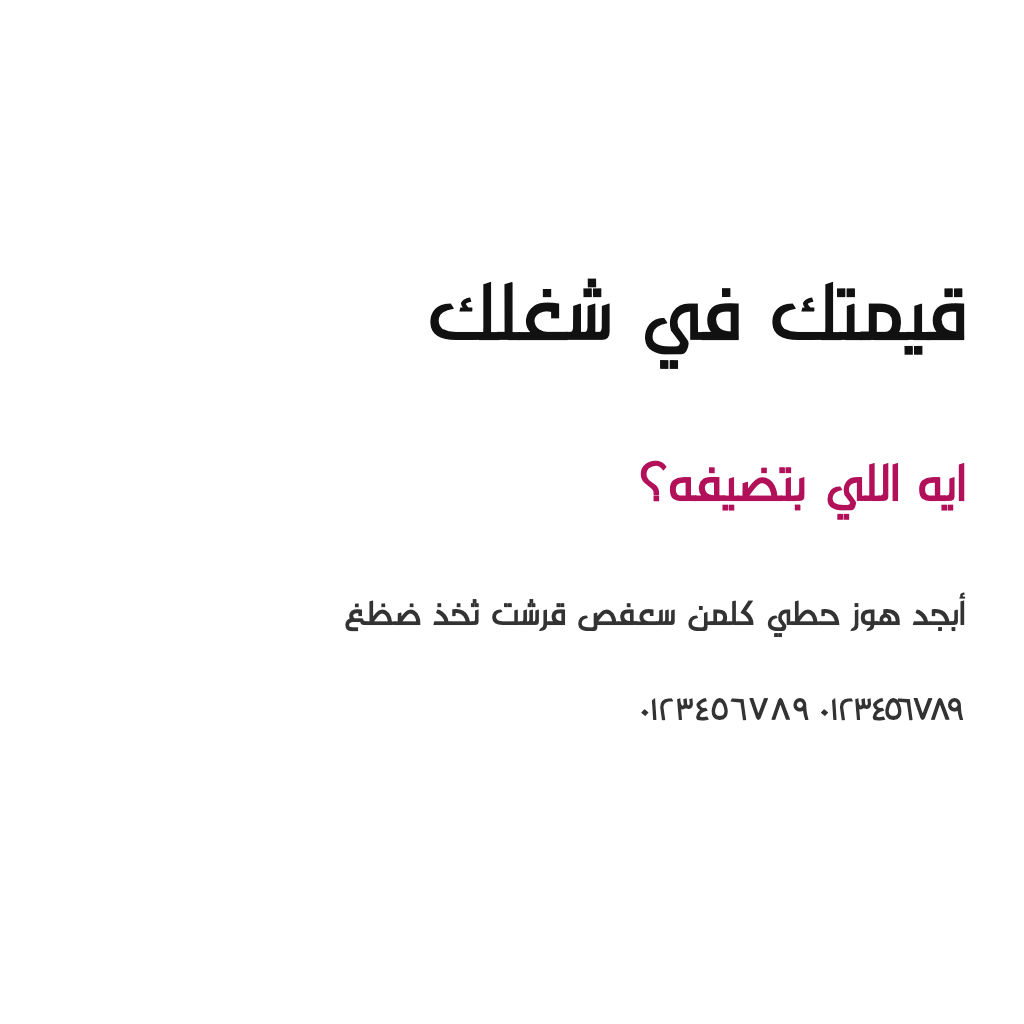 قيمتك في شغلك
ايه اللي بتضيفه؟
أبجد هوز حطي كلمن سعفص قرشت ثخذ ضظغ
٠١٢٣٤٥٦٧٨٩ ٠١٢٣٤٥٦٧٨٩